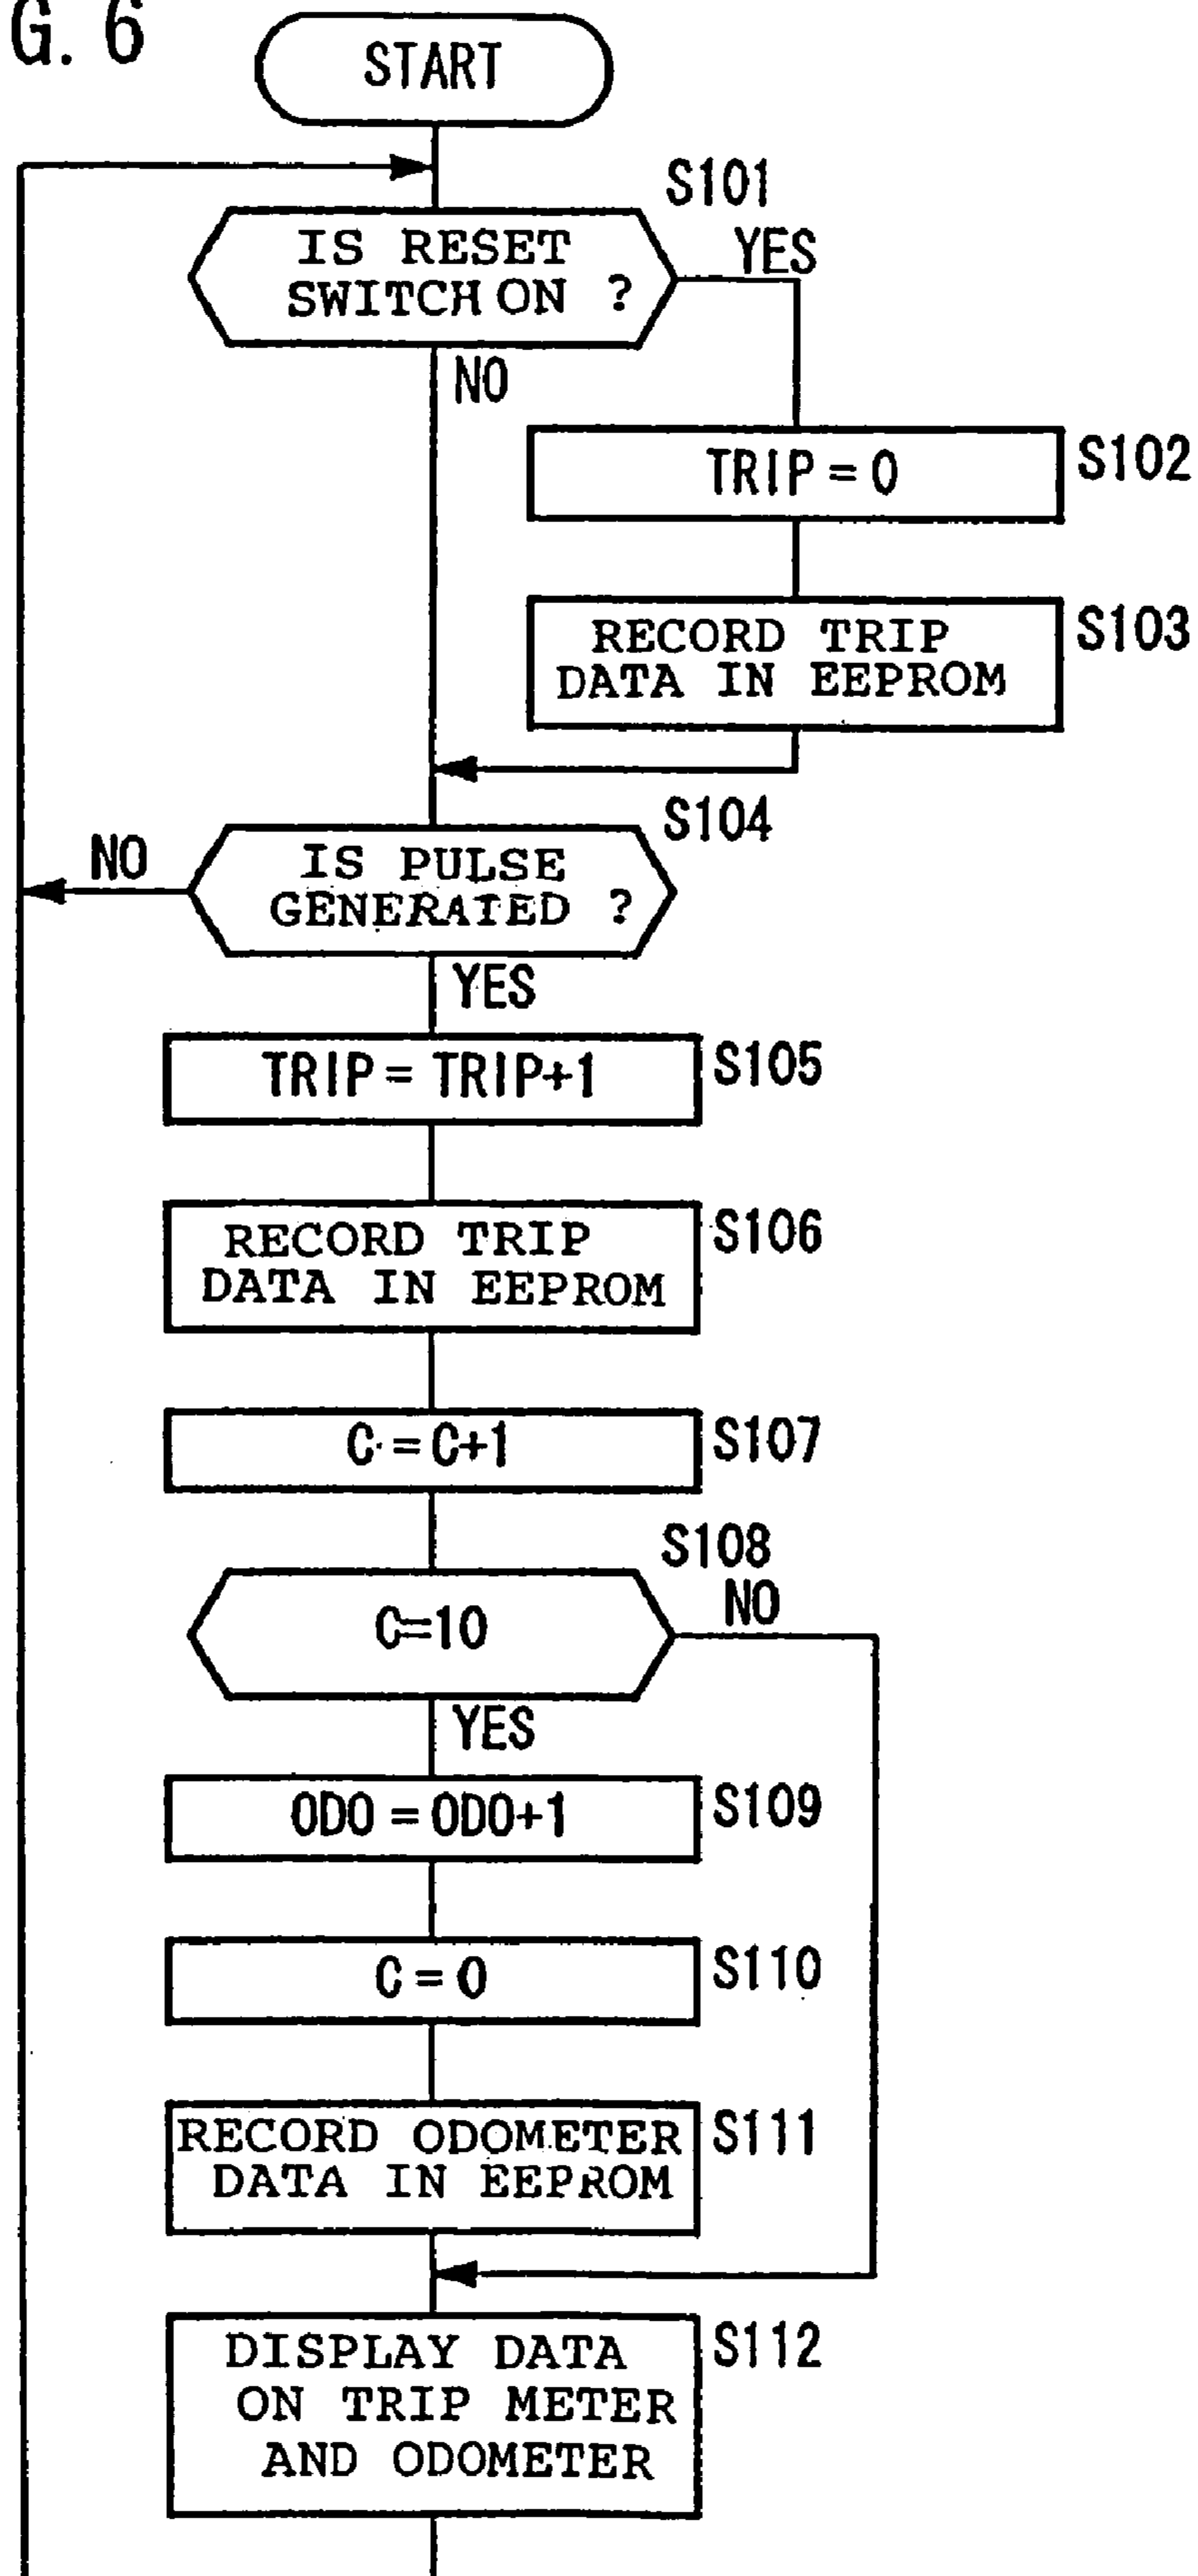 G. 6
START
S101
IS RESET
SWITCH ON ?
YES
NO
TRIP = 0
S102
RECORD TRIP
DATA IN EEPROM
S103
S104
IS PULSE
GENERATED ?
NO
YES
TRIP = TRIP+1
S105
RECORD TRIP
DATA IN EEPROM
S106
C = C+1
S107
S108
C=10
NO
YES
ODO = ODO+1
S109
C = 0
S110
RECORD ODOMETER
DATA IN EEPROM
S111
DISPLAY DATA
ON TRIP METER
AND ODOMETER
S112